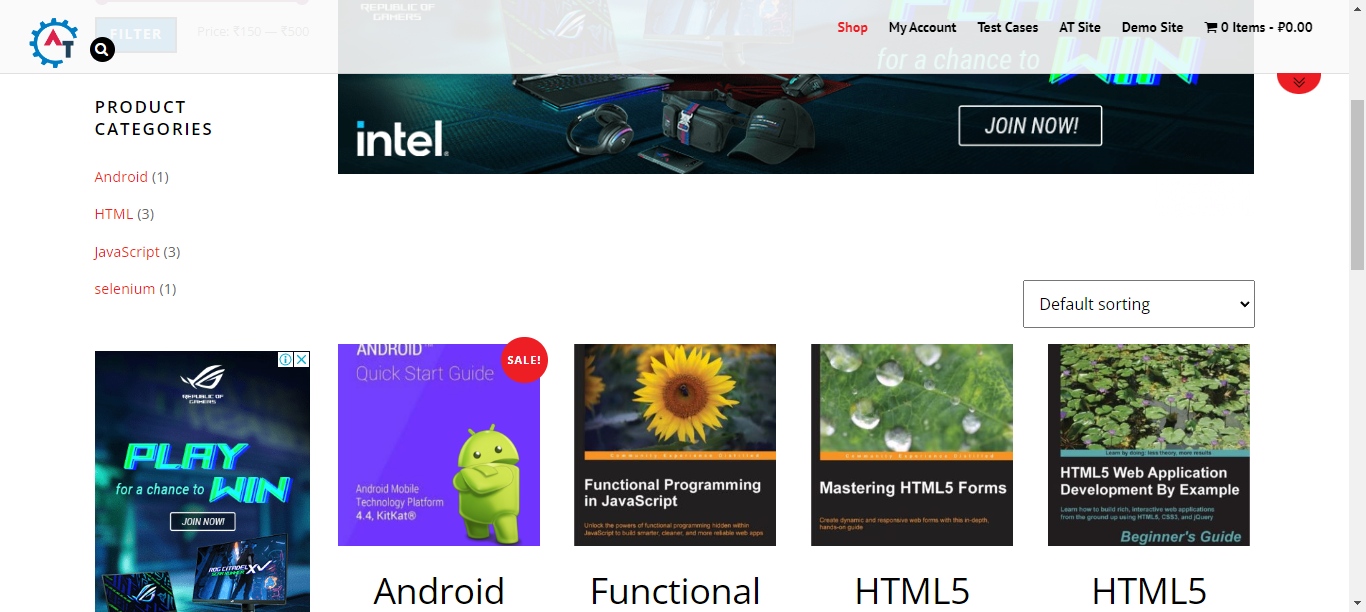 REPUBLIC OF
GAMERS
FILTER
Price: ₹150 — ₹500
AT
Shop
My Account
Test Cases
AT Site
Demo Site
0 Items - ₽0.00
for a chance to WIN
intel.
JOIN NOW!
PRODUCT
CATEGORIES
Android (1)
HTML (3)
JavaScript (3)
selenium (1)
Default sorting
REPUBLIC OF
GAMERS
PLAY
for a chance to WIN
JOIN NOW!
ROG CITADEL
XV
ANDROID™
Quick Start Guide
SALE!
Android Mobile
Technology Platform
4.4, KitKat®
Community Experience Distilled
Functional Programming
in JavaScript
Unlock the powers of functional programming hidden within
JavaScript to build smarter, cleaner, and more reliable web apps
Community Experience Distilled
Mastering HTML5 Forms
Create dynamic and responsive web forms with this in-depth,
hands-on guide
Learn by doing: less theory, more results
HTML5 Web Application
Development By Example
Learn how to build rich, interactive web applications
from the ground up using HTML5, CSS3, and jQuery
Beginner's Guide
Android
Functional
HTML5
HTML5